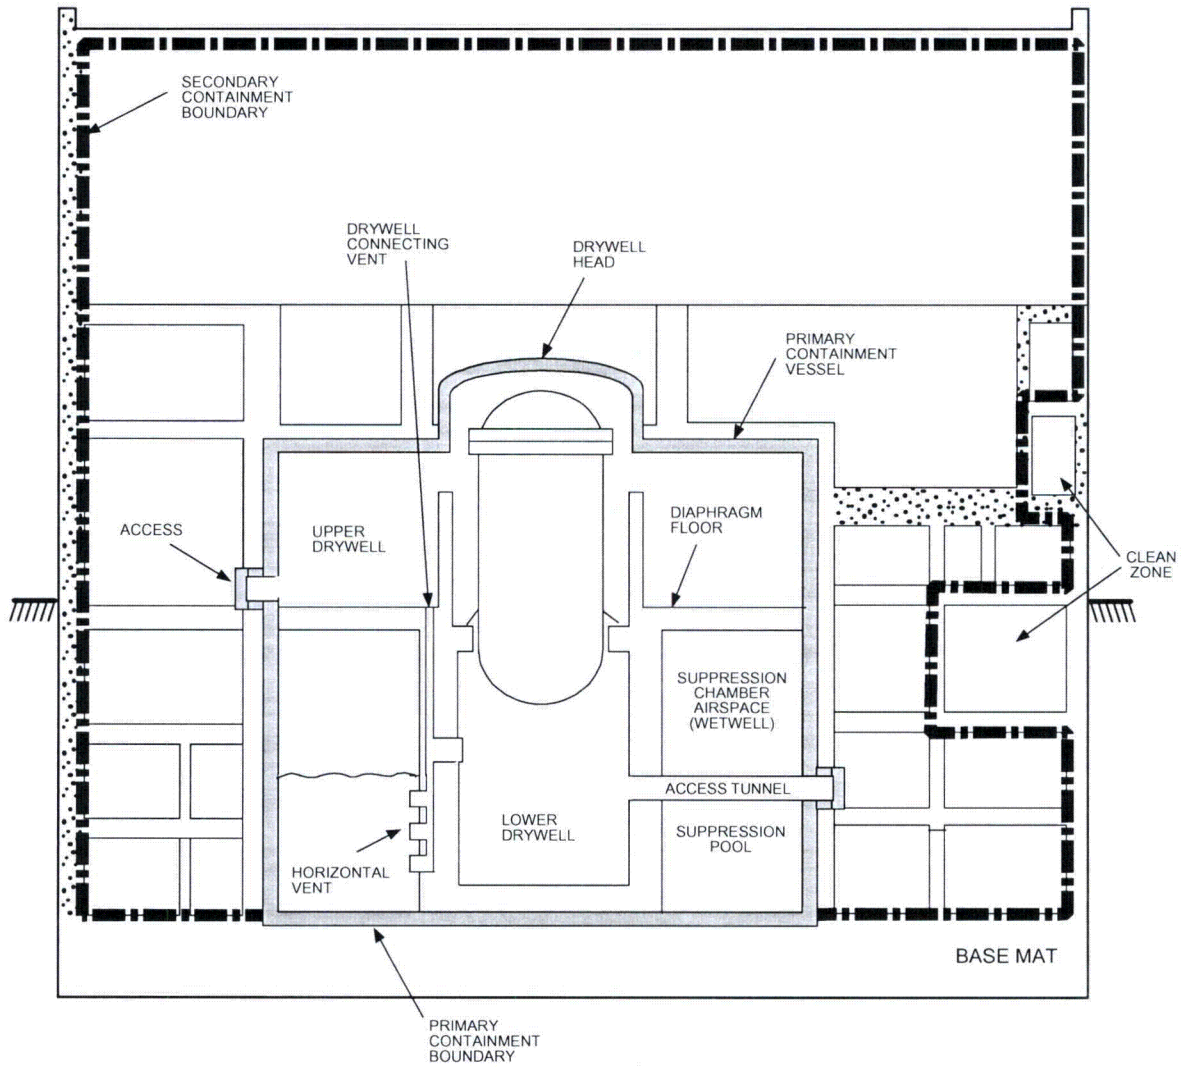 SECONDARY
CONTAINMENT
BOUNDARY
DRYWELL
CONNECTING
VENT
DRYWELL
HEAD
PRIMARY
CONTAINMENT
VESSEL
ACCESS
UPPER
DRYWELL
DIAPHRAGM
FLOOR
CLEAN
ZONE
SUPPRESSION
CHAMBER
AIRSPACE
(WETWELL)
ACCESS TUNNEL
LOWER
DRYWELL
SUPPRESSION
POOL
HORIZONTAL
VENT
BASE MAT
PRIMARY
CONTAINMENT
BOUNDARY